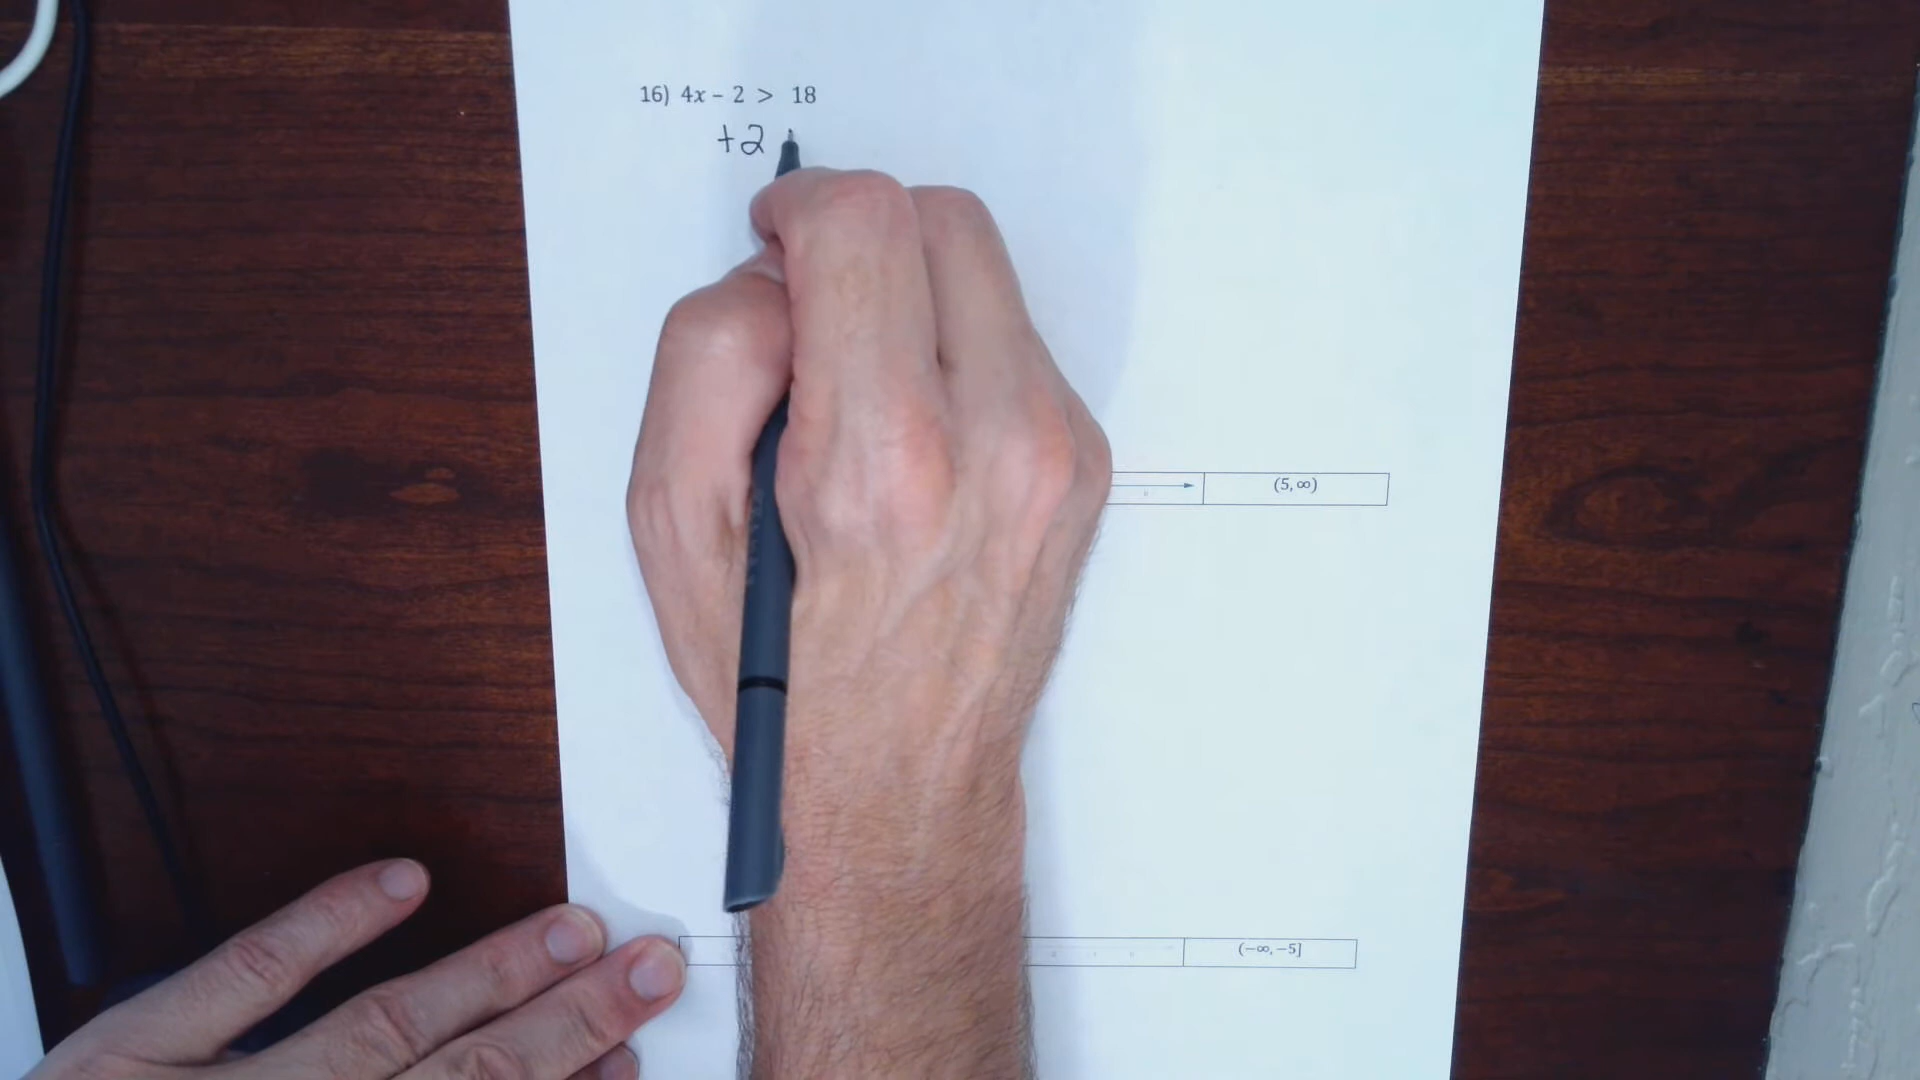 16) 4x − 2 > 18
+2
(5, ∞)
(−∞, −5]